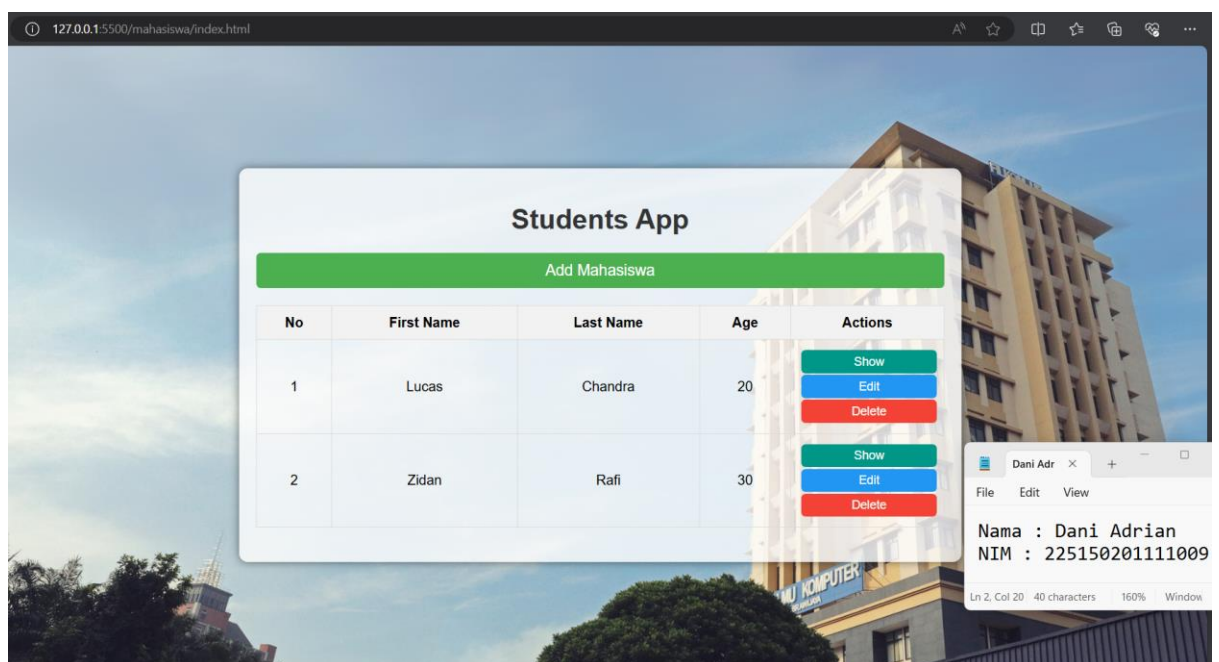 127.0.0.1:5500/mahasiswa/index.html
Students App
Add Mahasiswa
No First Name Last Name Age Actions
1 Lucas Chandra 20 Show
Edit
Delete
2 Zidan Rafi 30 Show
Edit
Delete
Dani Adr
File Edit View
Nama : Dani Adrian
NIM : 225150201111009
Ln 2, Col 20 40 characters 160% Window
KOMPUTER